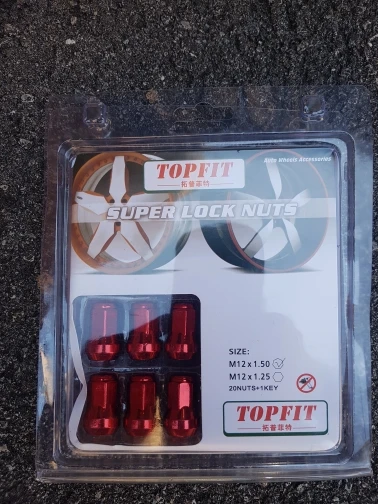 TOPFIT
拓普菲特
Auto Wheels Accessories
SUPER LOCK NUTS
SIZE:
M12 x 1.50
M12 x 1.25
20NUTS+1KEY
TOPFIT
拓普菲特